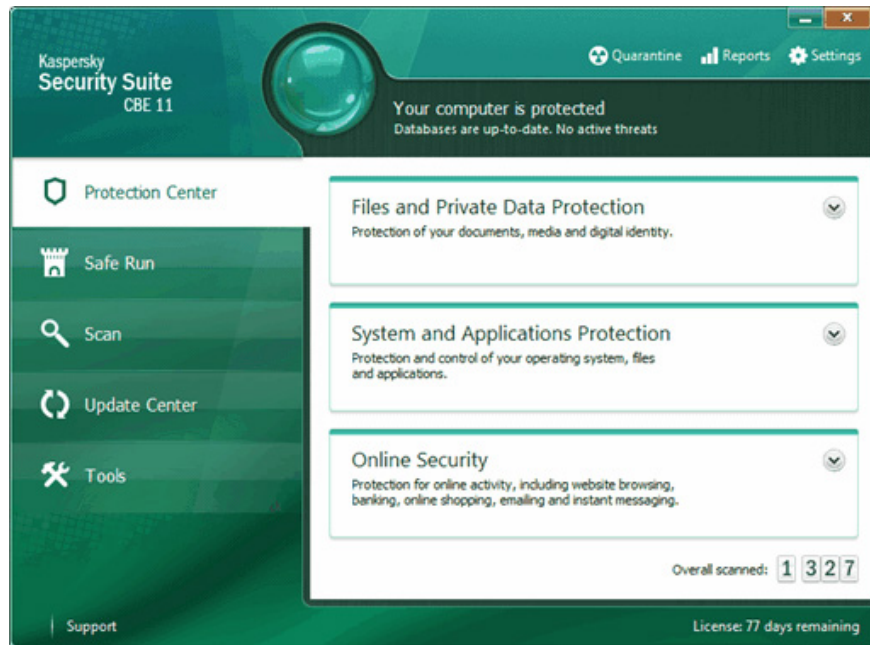 Kaspersky
Security Suite
CBE 11
Quarantine
Reports
Settings
Your computer is protected
Databases are up-to-date. No active threats
Protection Center
Safe Run
Scan
Update Center
Tools
Files and Private Data Protection
Protection of your documents, media and digital identity.
System and Applications Protection
Protection and control of your operating system, files
and applications.
Online Security
Protection for online activity, including website browsing,
banking, online shopping, emailing and instant messaging.
Overall scanned: 1 327
Support
License: 77 days remaining